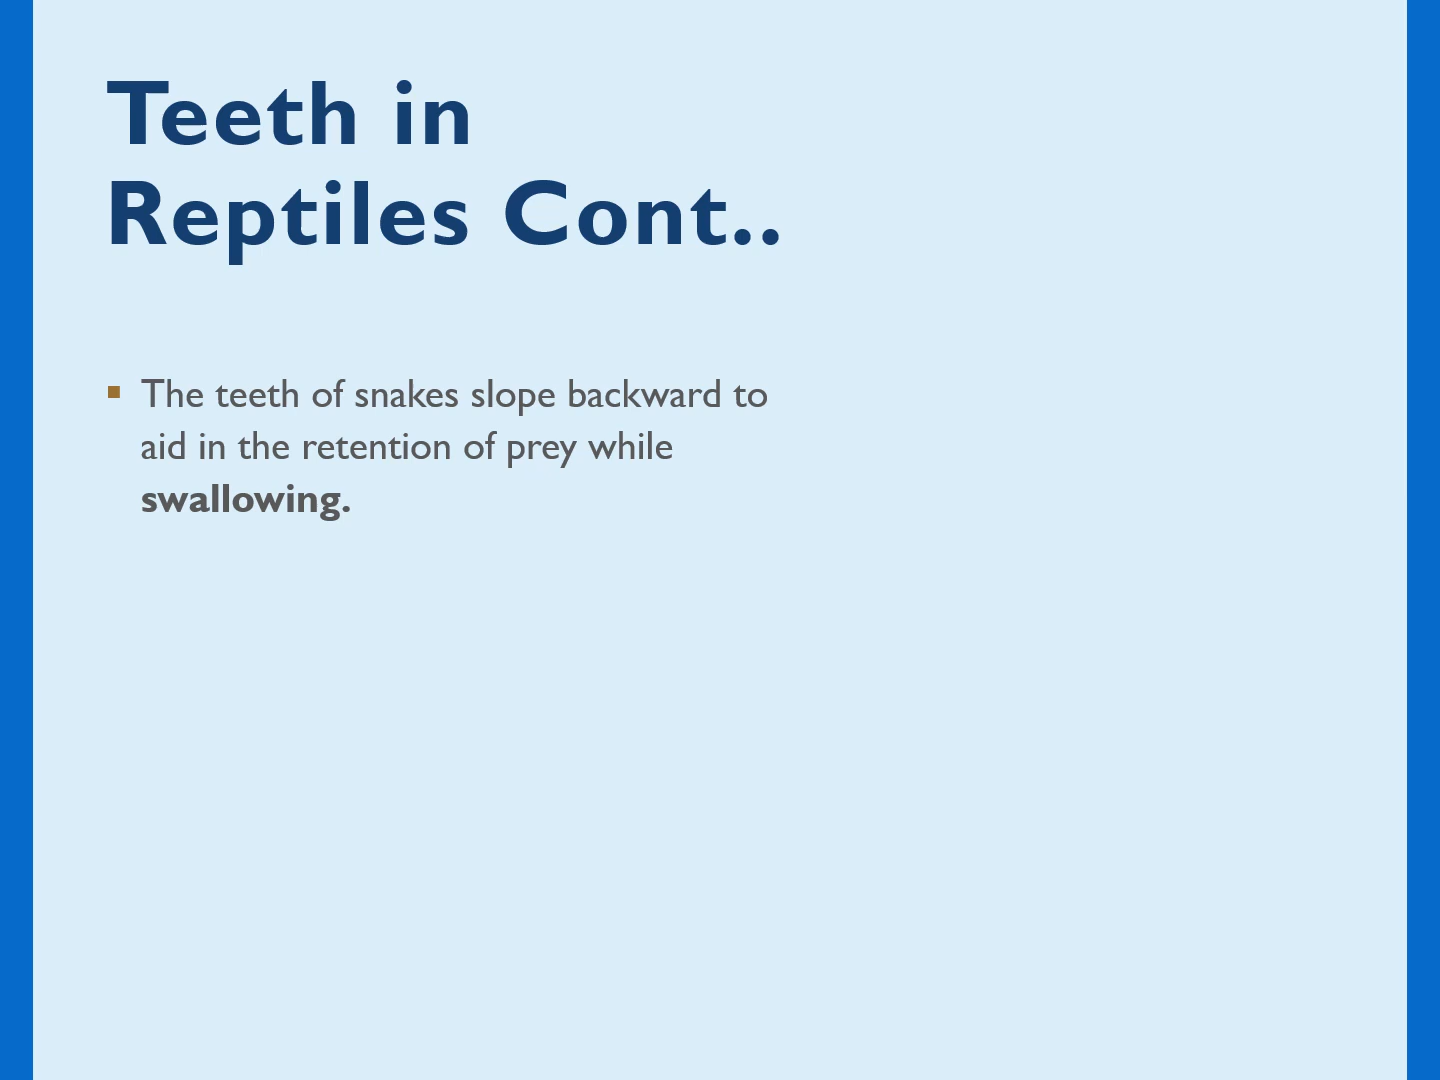 Teeth in
Reptiles Cont..
The teeth of snakes slope backward to
aid in the retention of prey while
swallowing.